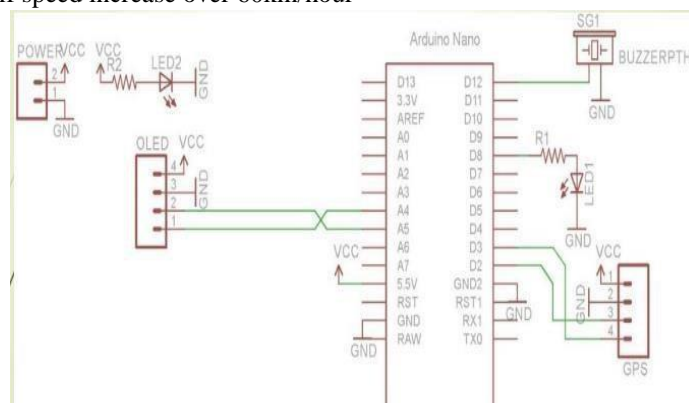 speed increase over 60km/hour
POWER
VCC
2
1
GND
VCC
R2
LED2
GND
OLED
VCC
4
3
2
1
GND
Arduino Nano
D13
3.3V
AREF
A0
A1
A2
A3
A4
A5
A6
A7
5.5V
RST
GND
RAW
D12
D11
D10
D9
D8
D7
D6
D5
D4
D3
D2
GND2
RST1
RX1
TX0
VCC
GND
GND
SG1
BUZZERPTH
GND
R1
LED1
GND
VCC
GND
1
2
3
4
GPS